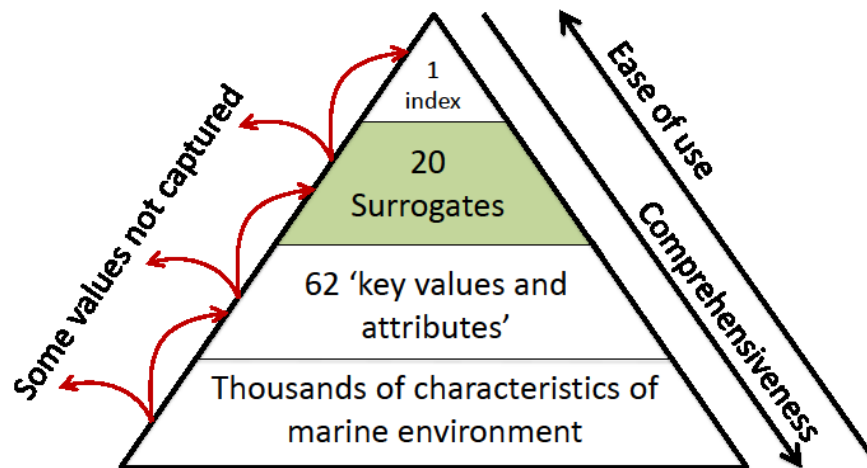 1
index
20
Surrogates
62 ‘key values and
attributes’
Thousands of characteristics of
marine environment
Some values not captured
Ease of use
Comprehensiveness